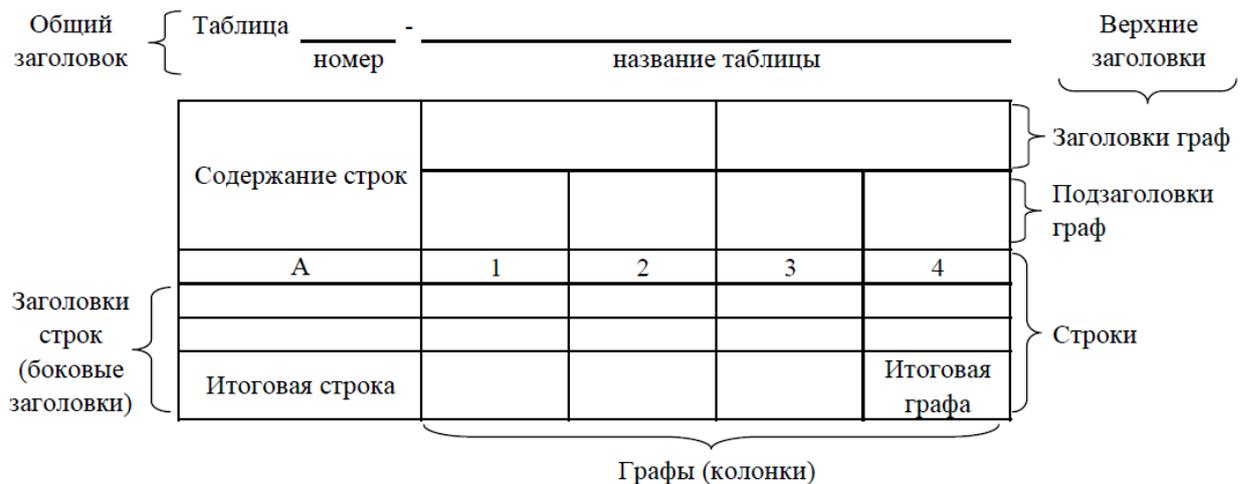 Общий
заголовок
Таблица -
номер
название таблицы
Верхние
заголовки
Содержание строк
Заголовки граф
Подзаголовки
граф
А 1 2 3 4
Заголовки
строк
(боковые
заголовки)
Строки
Итоговая строка
Итоговая
графа
Графы (колонки)